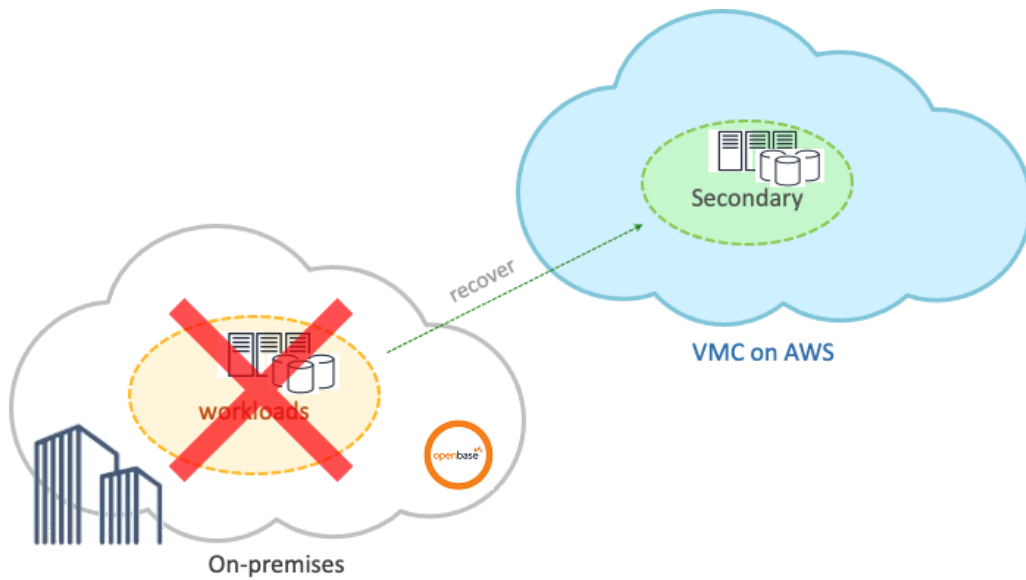 Secondary
recover
VMC on AWS
workloads
openbase
On-premises